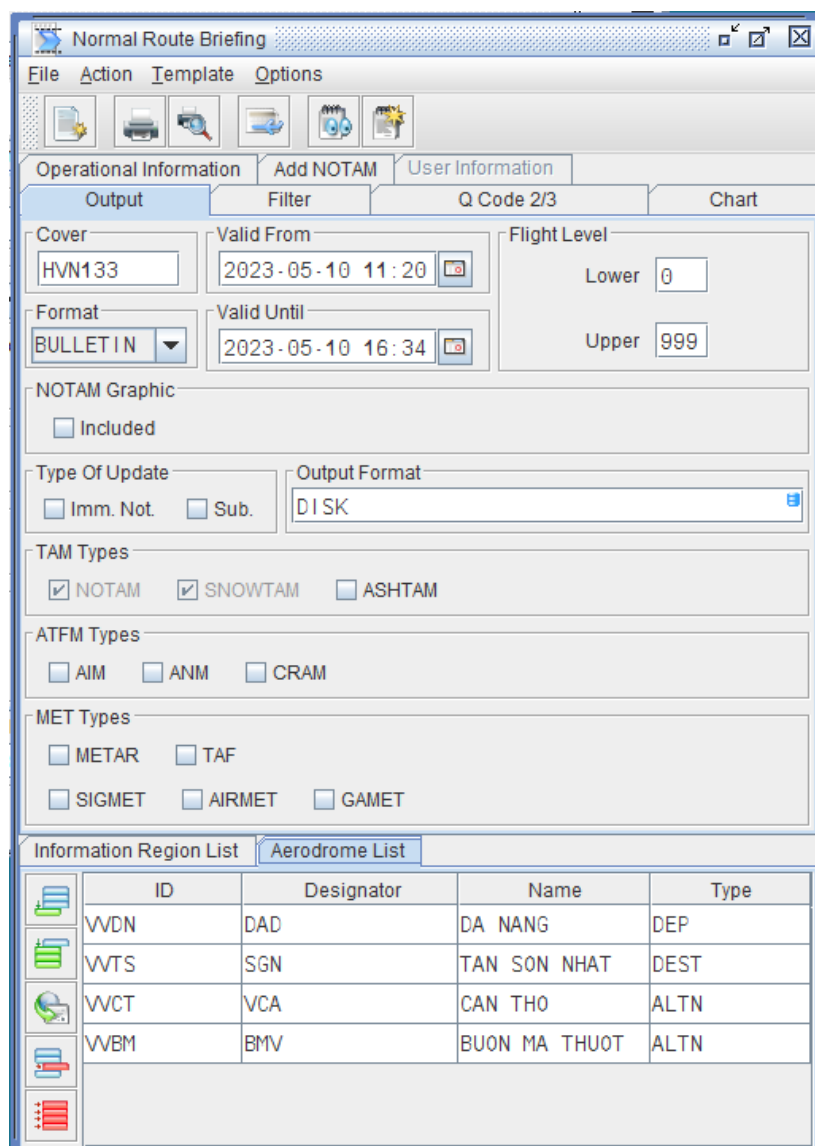 Normal Route Briefing
File Action Template Options
Operational Information Add NOTAM User Information
Output Filter Q Code 2/3 Chart
Cover Valid From Flight Level
HVN133 2023-05-10 11:20 Lower 0
Format Valid Until
BULLETIN 2023-05-10 16:34 Upper 999
NOTAM Graphic
Included
Type Of Update Output Format
Imm. Not. Sub. DISK
TAM Types
NOTAM SNOWTAM ASHTAM
ATFM Types
AIM ANM CRAM
MET Types
METAR TAF
SIGMET AIRMET GAMET
Information Region List Aerodrome List
ID Designator Name Type
VVDN DAD DA NANG DEP
VVTS SGN TAN SON NHAT DEST
VVCT VCA CAN THO ALTN
VVBM BMV BUON MA THUOT ALTN